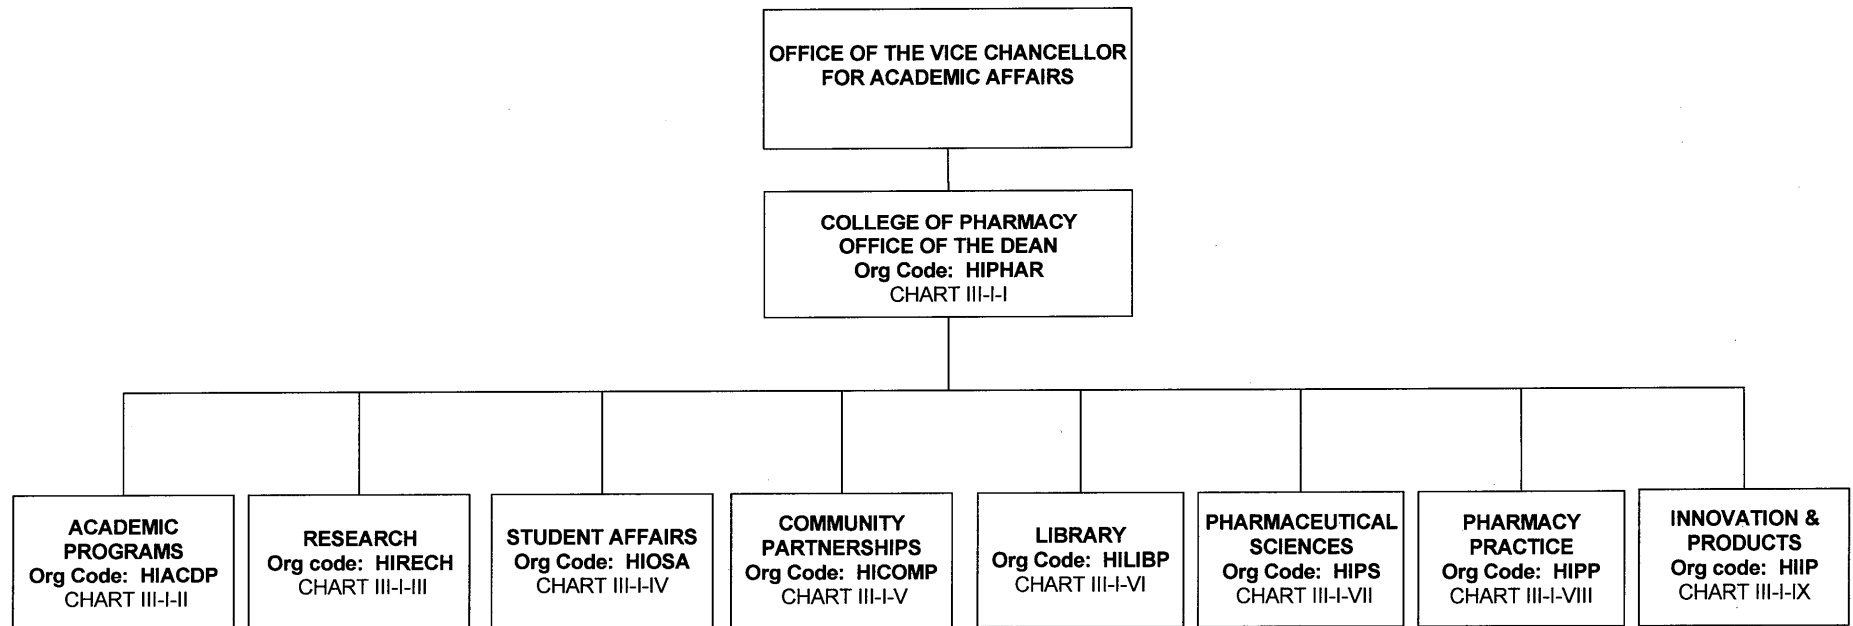 OFFICE OF THE VICE CHANCELLOR
FOR ACADEMIC AFFAIRS
COLLEGE OF PHARMACY
OFFICE OF THE DEAN
Org Code: HIPHAR
CHART III-I-I
ACADEMIC
PROGRAMS
Org Code: HIACDP
CHART III-I-II
RESEARCH
Org code: HIRECH
CHART III-I-III
STUDENT AFFAIRS
Org Code: HIOSA
CHART III-I-IV
COMMUNITY
PARTNERSHIPS
Org Code: HICOMP
CHART III-I-V
LIBRARY
Org Code: HILIBP
CHART III-I-VI
PHARMACEUTICAL
SCIENCES
Org Code: HIPS
CHART III-I-VII
PHARMACY
PRACTICE
Org Code: HIPP
CHART III-I-VIII
INNOVATION &
PRODUCTS
Org code: HIIP
CHART III-I-IX